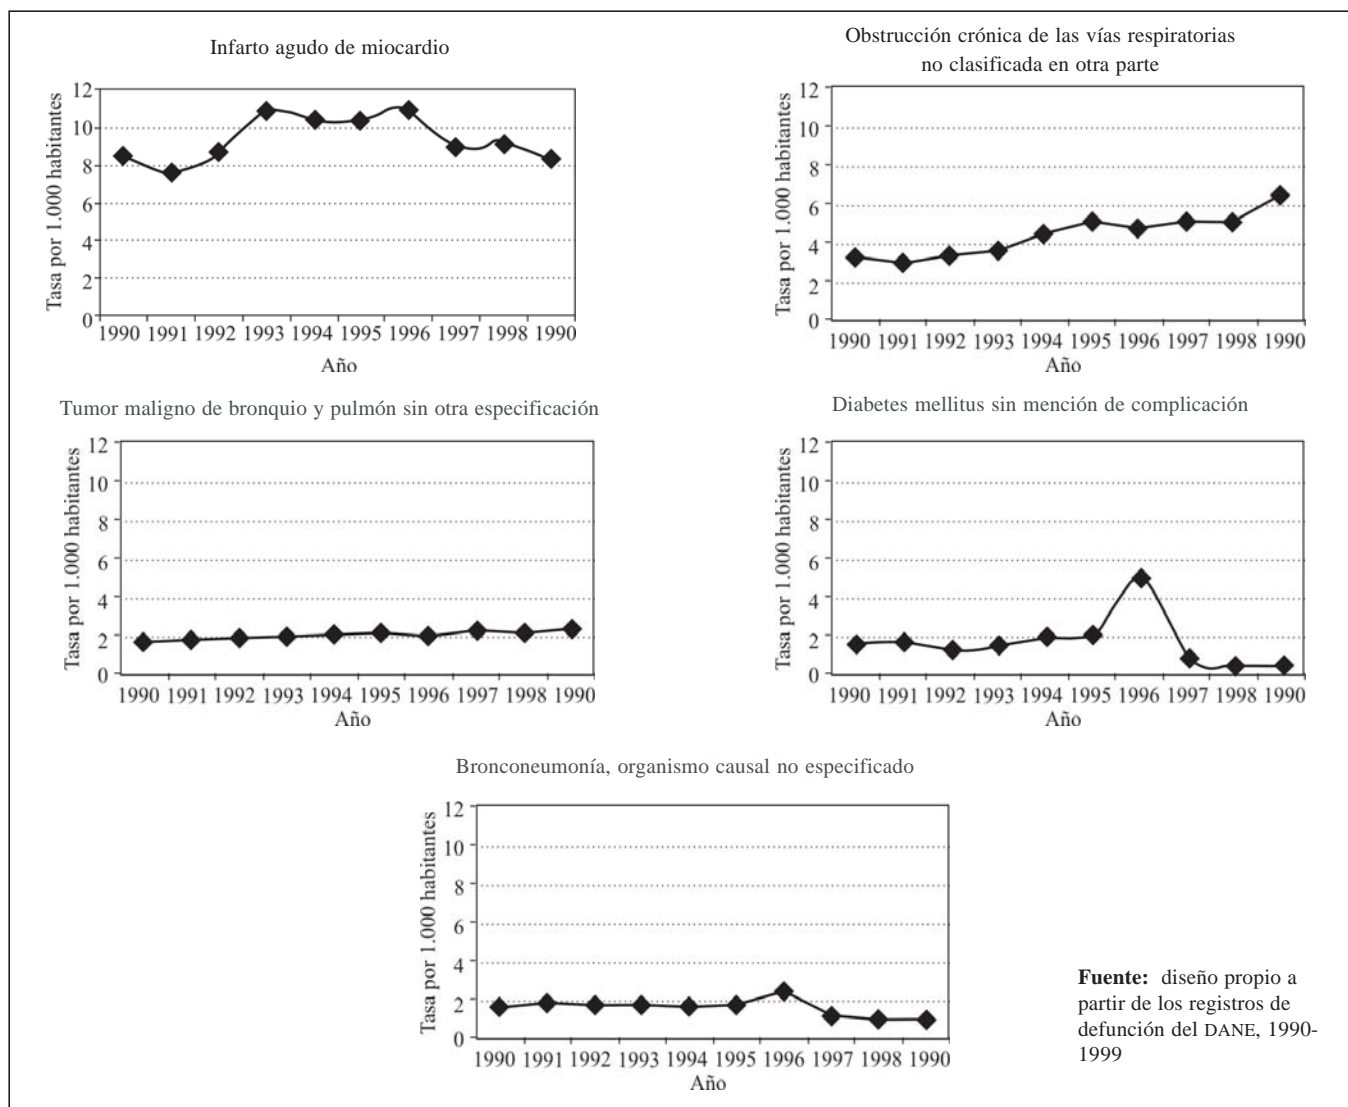 Infarto agudo de miocardio
Tasa por 1.000 habitantes
12
10
8
6
4
2
0
1990 1991 1992 1993 1994 1995 1996 1997 1998 1990
Año
Obstrucción crónica de las vías respiratorias
no clasificada en otra parte
Tasa por 1.000 habitantes
12
10
8
6
4
2
0
1990 1991 1992 1993 1994 1995 1996 1997 1998 1990
Año
Tumor maligno de bronquio y pulmón sin otra especificación
Tasa por 1.000 habitantes
12
10
8
6
4
2
0
1990 1991 1992 1993 1994 1995 1996 1997 1998 1990
Año
Diabetes mellitus sin mención de complicación
Tasa por 1.000 habitantes
12
10
8
6
4
2
0
1990 1991 1992 1993 1994 1995 1996 1997 1998 1990
Año
Bronconeumonía, organismo causal no especificado
Tasa por 1.000 habitantes
12
10
8
6
4
2
0
1990 1991 1992 1993 1994 1995 1996 1997 1998 1990
Año
Fuente: diseño propio a
partir de los registros de
defunción del DANE, 1990-
1999